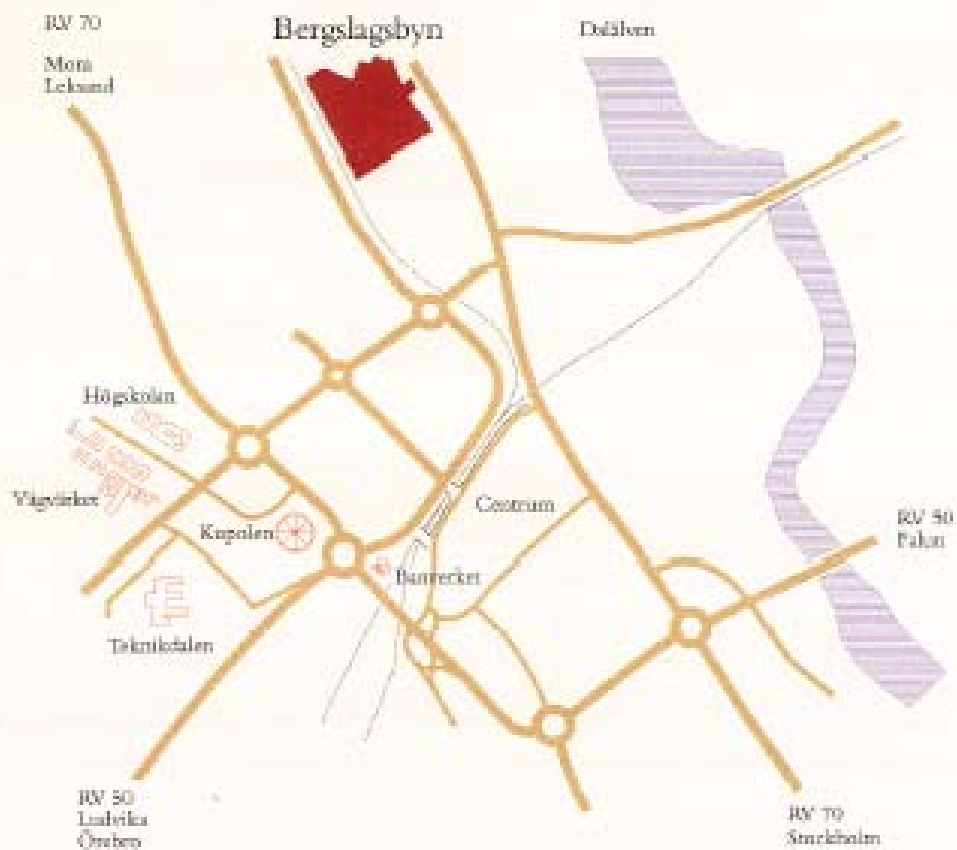 RV 70
Mora
Leksand
Bergslagsbyn
Dalälven
Högskolan
Vägverket
Kupolen
Centrum
Banverket
RV 50
Falun
Teknikdalen
RV 50
Ludvika
Örebro
RV 70
Stockholm